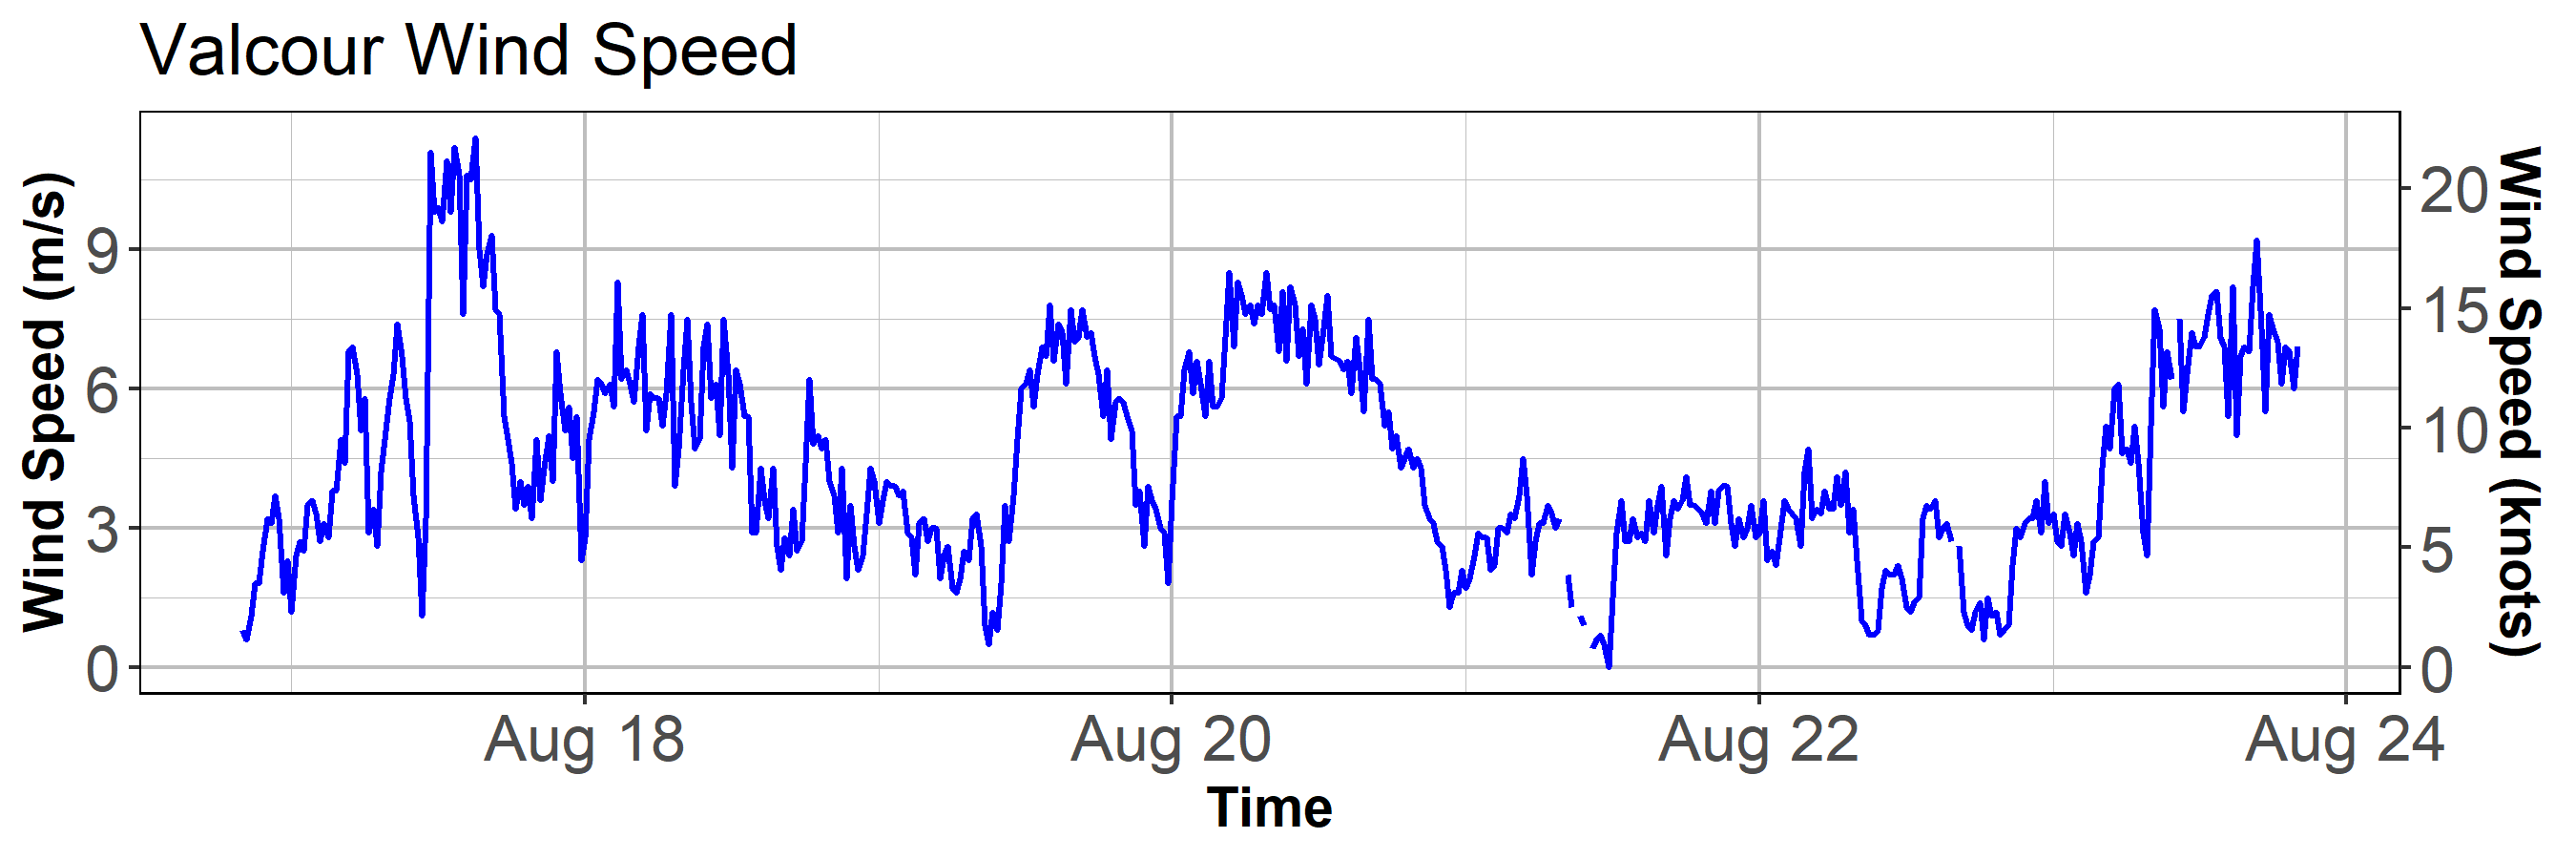 Valcour Wind Speed
Wind Speed (m/s)
9
6
3
0
20
15
10
5
0
Wind Speed (knots)
Aug 18
Aug 20
Aug 22
Aug 24
Time